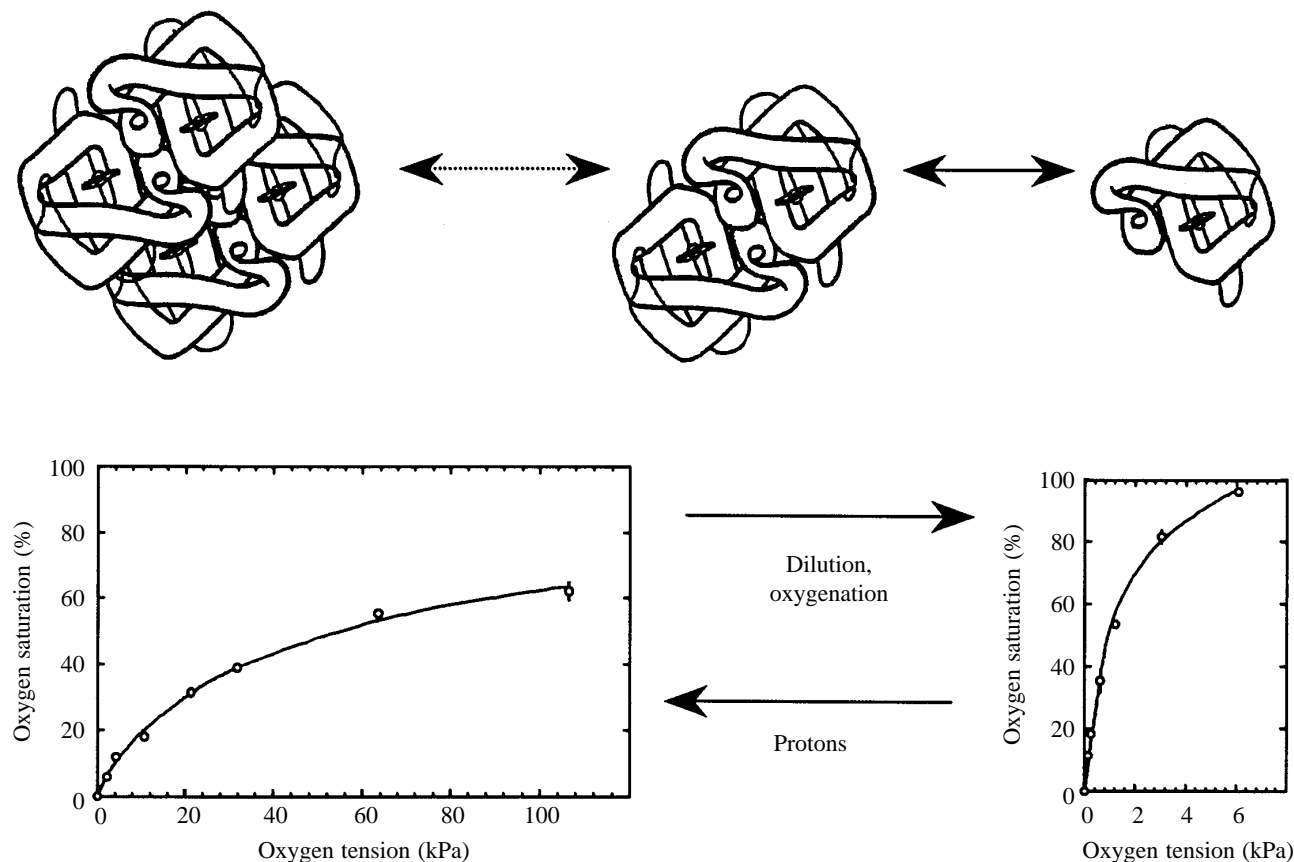 100
80
60
40
20
0
Oxygen saturation (%)
0 20 40 60 80 100
Oxygen tension (kPa)
Dilution,
oxygenation
Protons
100
80
60
40
20
0
Oxygen saturation (%)
0 2 4 6
Oxygen tension (kPa)